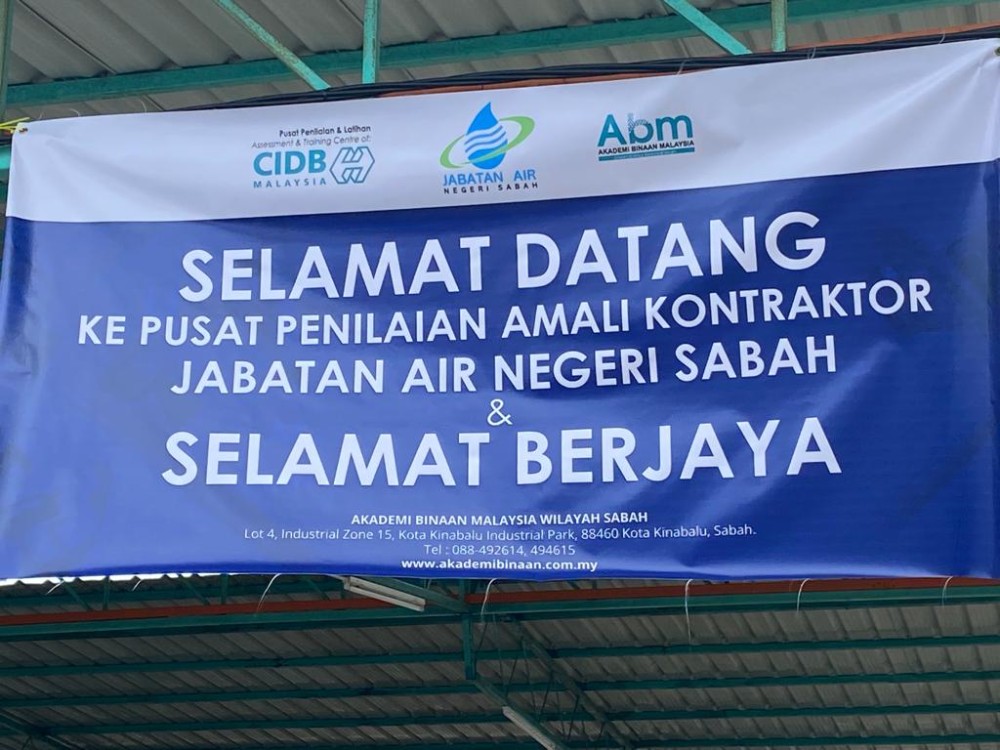 Pusat Penilaian & Latihan
Assessment & Training Centre of:
CIDB
MALAYSIA
JABATAN AIR
NEGERI SABAH
Abm
AKADEMI BINAAN MALAYSIA
SELAMAT DATANG
KE PUSAT PENILAIAN AMALI KONTRAKTOR
JABATAN AIR NEGERI SABAH
&
SELAMAT BERJAYA
AKADEMI BINAAN MALAYSIA WILAYAH SABAH
Lot 4, Industrial Zone 15, Kota Kinabalu Industrial Park, 88460 Kota Kinabalu, Sabah.
Tel : 088-492614, 494615
www.akademibinaan.com.my